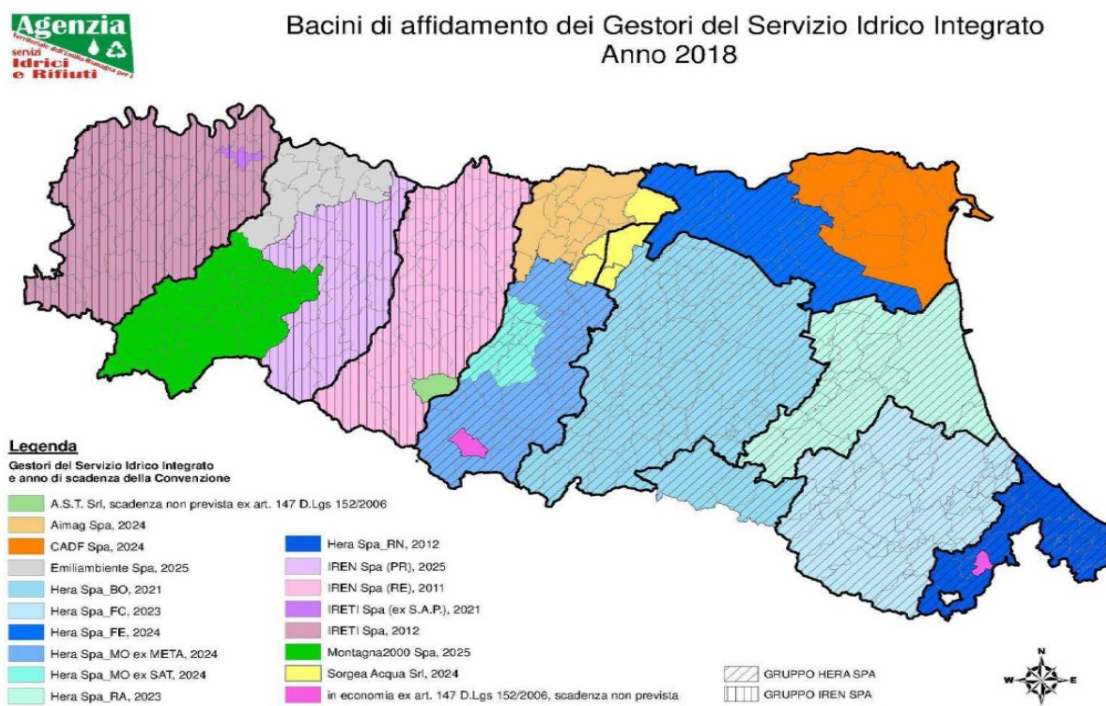 Agenzia
Territoriale dell'Emilia-Romagna per i
servizi
Idrici
e Rifiuti
Bacini di affidamento dei Gestori del Servizio Idrico Integrato
Anno 2018
Legenda
Gestori del Servizio Idrico Integrato
e anno di scadenza della Convenzione
A.S.T. Srl, scadenza non prevista ex art. 147 D.Lgs 152/2006
Aimag Spa, 2024
CADF Spa, 2024
Emiliambiente Spa, 2025
Hera Spa_BO, 2021
Hera Spa_FC, 2023
Hera Spa_FE, 2024
Hera Spa_MO ex META, 2024
Hera Spa_MO ex SAT, 2024
Hera Spa_RA, 2023
Hera Spa_RN, 2012
IREN Spa (PR), 2025
IREN Spa (RE), 2011
IRETI Spa (ex S.A.P.), 2021
IRETI Spa, 2012
Montagna2000 Spa, 2025
Sorgea Acqua Srl, 2024
in economia ex art. 147 D.Lgs 152/2006, scadenza non prevista
GRUPPO HERA SPA
GRUPPO IREN SPA
N
W E
S